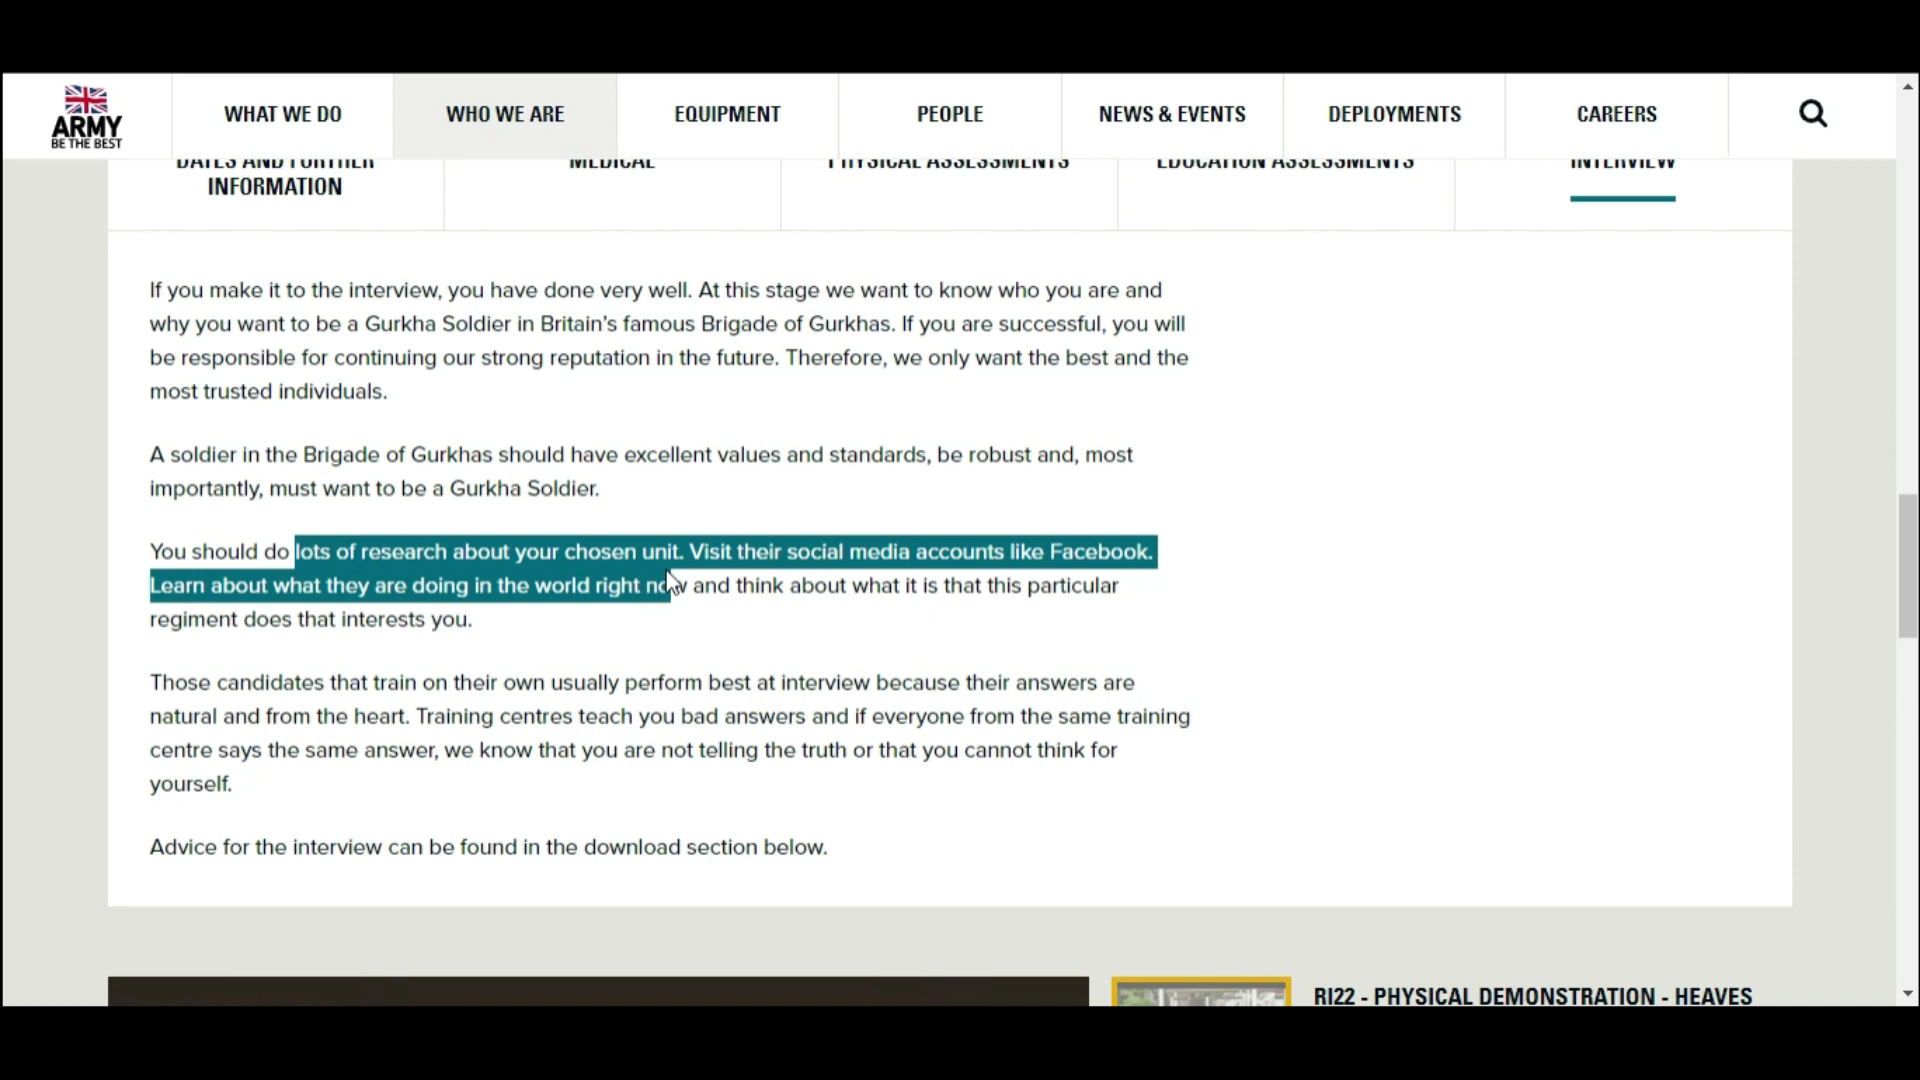 ARMY
BE THE BEST
WHAT WE DO
WHO WE ARE
EQUIPMENT
PEOPLE
NEWS & EVENTS
DEPLOYMENTS
CAREERS
DATES AND FURTHER
INFORMATION
MEDICAL
PHYSICAL ASSESSMENTS
EDUCATION ASSESSMENTS
INTERVIEW
If you make it to the interview, you have done very well. At this stage we want to know who you are and
why you want to be a Gurkha Soldier in Britain's famous Brigade of Gurkhas. If you are successful, you will
be responsible for continuing our strong reputation in the future. Therefore, we only want the best and the
most trusted individuals.
A soldier in the Brigade of Gurkhas should have excellent values and standards, be robust and, most
importantly, must want to be a Gurkha Soldier.
You should do lots of research about your chosen unit. Visit their social media accounts like Facebook.
Learn about what they are doing in the world right now and think about what it is that this particular
regiment does that interests you.
Those candidates that train on their own usually perform best at interview because their answers are
natural and from the heart. Training centres teach you bad answers and if everyone from the same training
centre says the same answer, we know that you are not telling the truth or that you cannot think for
yourself.
Advice for the interview can be found in the download section below.
RI22 - PHYSICAL DEMONSTRATION - HEAVES